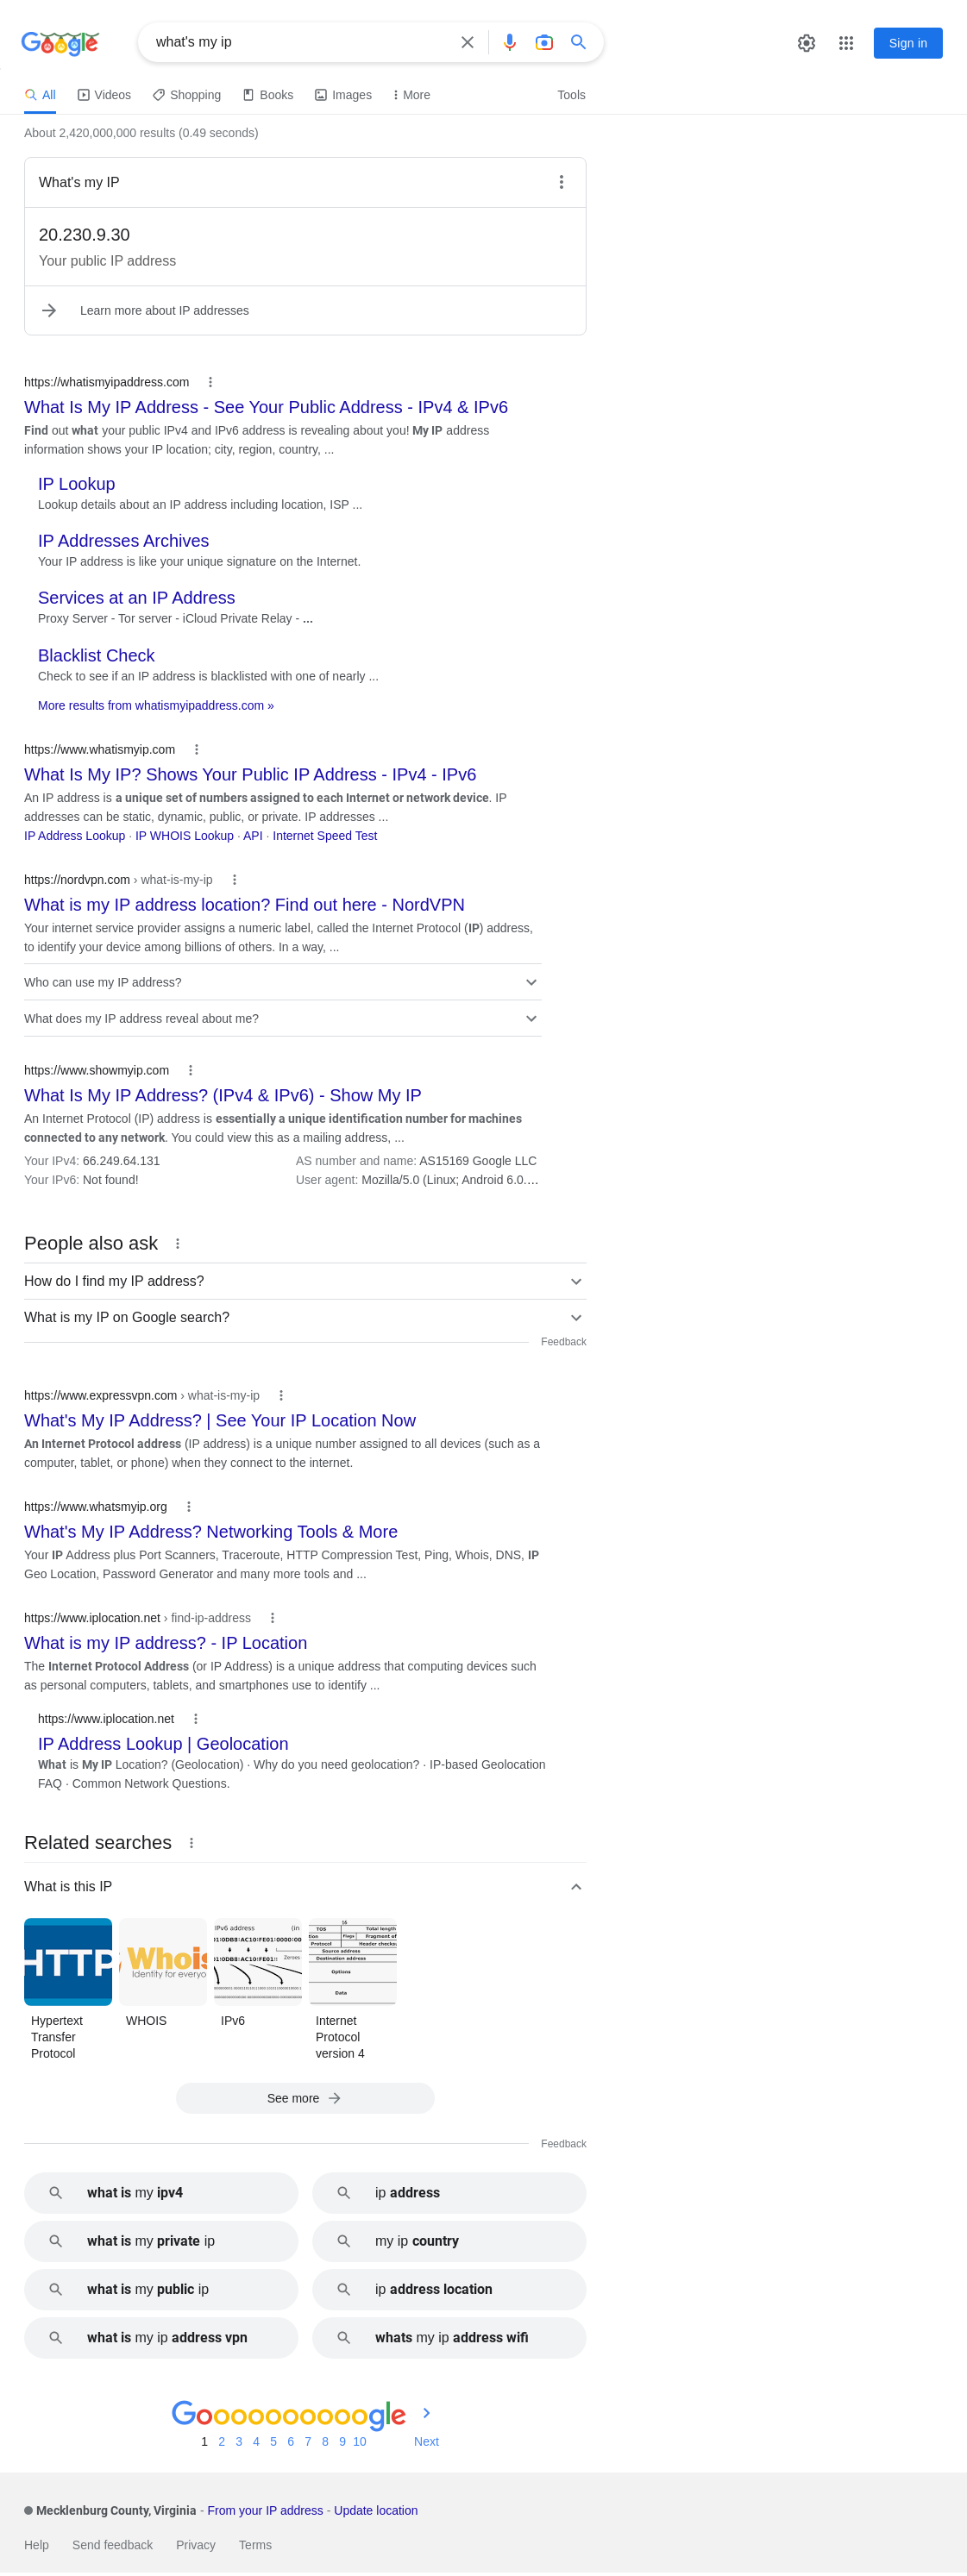 Google
what's my ip
Sign in
All
Videos
Shopping
Books
Images
More
Tools
About 2,420,000,000 results (0.49 seconds)
What's my IP
20.230.9.30
Your public IP address
Learn more about IP addresses
https://whatismyipaddress.com
What Is My IP Address - See Your Public Address - IPv4 & IPv6
Find out what your public IPv4 and IPv6 address is revealing about you! My IP address
information shows your IP location; city, region, country, ...
IP Lookup
Lookup details about an IP address including location, ISP ...
IP Addresses Archives
Your IP address is like your unique signature on the Internet.
Services at an IP Address
Proxy Server - Tor server - iCloud Private Relay - ...
Blacklist Check
Check to see if an IP address is blacklisted with one of nearly ...
More results from whatismyipaddress.com »
https://www.whatismyip.com
What Is My IP? Shows Your Public IP Address - IPv4 - IPv6
An IP address is a unique set of numbers assigned to each Internet or network device. IP
addresses can be static, dynamic, public, or private. IP addresses ...
IP Address Lookup · IP WHOIS Lookup · API · Internet Speed Test
https://nordvpn.com › what-is-my-ip
What is my IP address location? Find out here - NordVPN
Your internet service provider assigns a numeric label, called the Internet Protocol (IP) address,
to identify your device among billions of others. In a way, ...
Who can use my IP address?
What does my IP address reveal about me?
https://www.showmyip.com
What Is My IP Address? (IPv4 & IPv6) - Show My IP
An Internet Protocol (IP) address is essentially a unique identification number for machines
connected to any network. You could view this as a mailing address, ...
Your IPv4: 66.249.64.131
AS number and name: AS15169 Google LLC
Your IPv6: Not found!
User agent: Mozilla/5.0 (Linux; Android 6.0....
People also ask
How do I find my IP address?
What is my IP on Google search?
Feedback
https://www.expressvpn.com › what-is-my-ip
What's My IP Address? | See Your IP Location Now
An Internet Protocol address (IP address) is a unique number assigned to all devices (such as a
computer, tablet, or phone) when they connect to the internet.
https://www.whatsmyip.org
What's My IP Address? Networking Tools & More
Your IP Address plus Port Scanners, Traceroute, HTTP Compression Test, Ping, Whois, DNS, IP
Geo Location, Password Generator and many more tools and ...
https://www.iplocation.net › find-ip-address
What is my IP address? - IP Location
The Internet Protocol Address (or IP Address) is a unique address that computing devices such
as personal computers, tablets, and smartphones use to identify ...
https://www.iplocation.net
IP Address Lookup | Geolocation
What is My IP Location? (Geolocation) · Why do you need geolocation? · IP-based Geolocation
FAQ · Common Network Questions.
Related searches
What is this IP
HTTP
Whois
Identity for everyo
IPv6 address (in
Zeroes
16
TOS Total length
Flags Fragment of
Protocol Header checks
Source address
Destination address
Options
Data
Hypertext
Transfer
Protocol
WHOIS
IPv6
Internet
Protocol
version 4
See more
Feedback
what is my ipv4
ip address
what is my private ip
my ip country
what is my public ip
ip address location
what is my ip address vpn
whats my ip address wifi
Goooooooooogle
1 2 3 4 5 6 7 8 9 10 Next
Mecklenburg County, Virginia - From your IP address - Update location
Help
Send feedback
Privacy
Terms